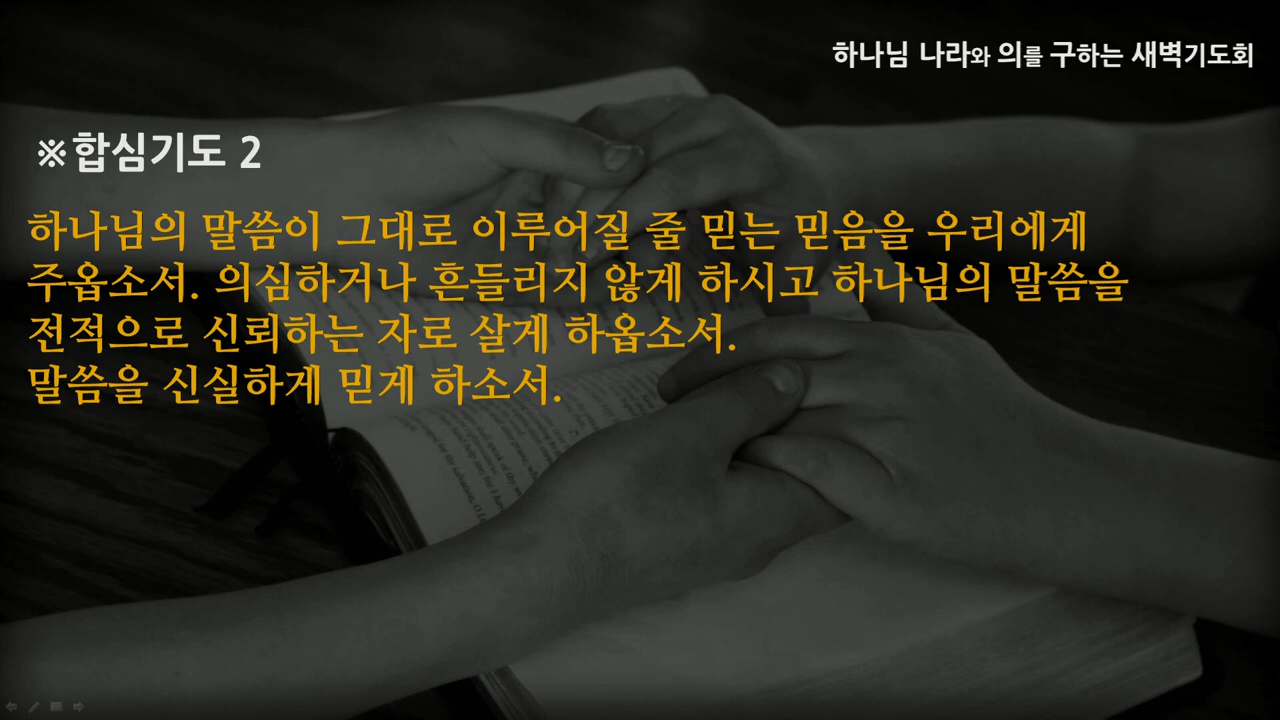 하나님 나라와 의를 구하는 새벽기도회
※합심기도 2
하나님의 말씀이 그대로 이루어질 줄 믿는 믿음을 우리에게
주옵소서. 의심하거나 흔들리지 않게 하시고 하나님의 말씀을
전적으로 신뢰하는 자로 살게 하옵소서.
말씀을 신실하게 믿게 하소서.